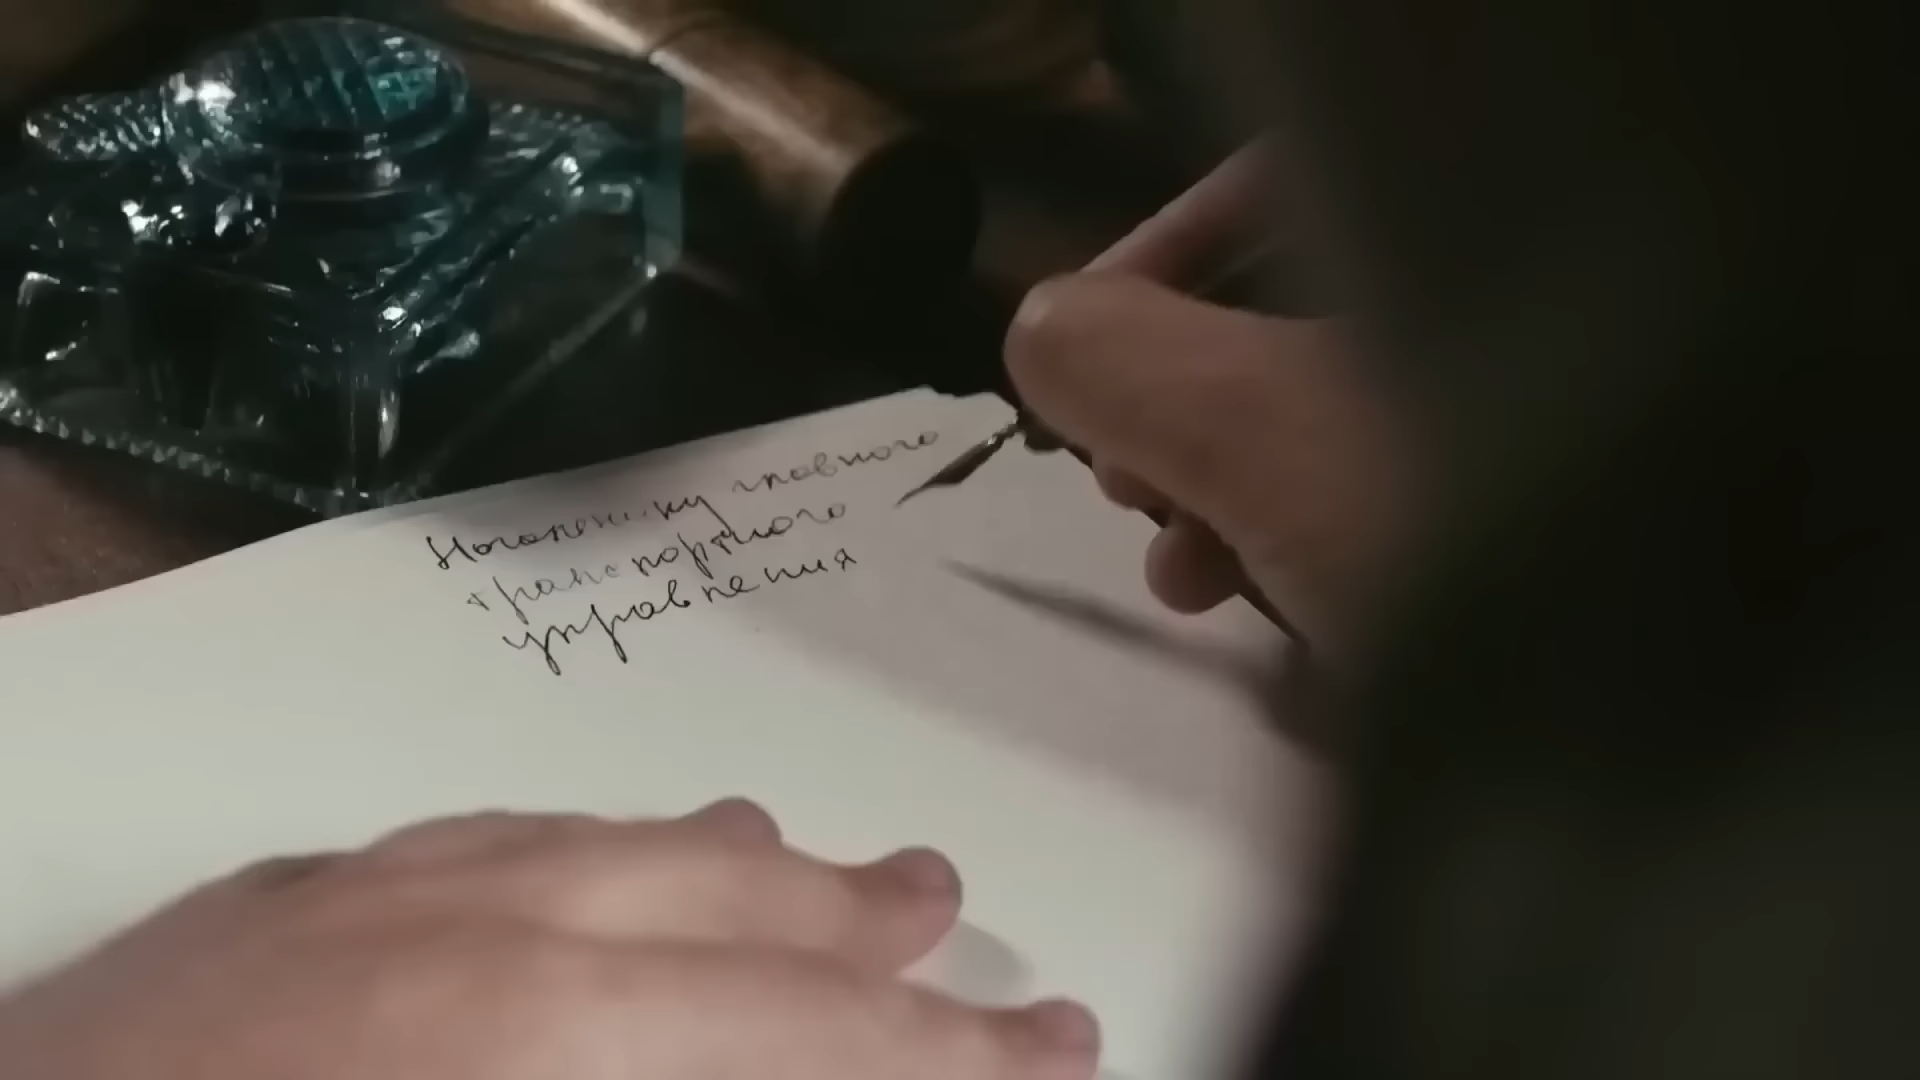 Начальнику главного
транспортного
управления